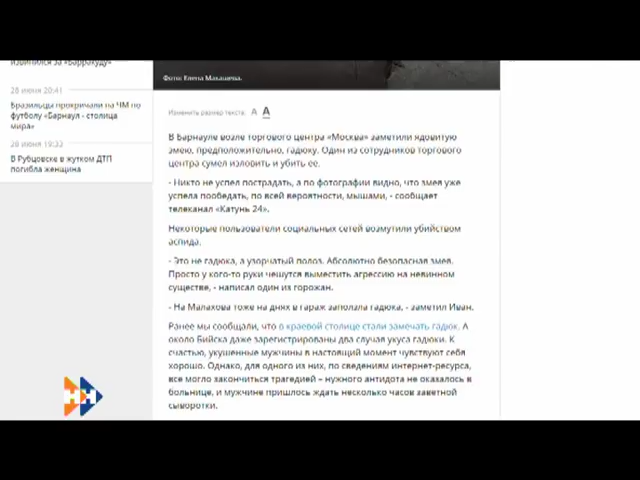 извинился за «Барракуду»
28 июня 20:41
Бразильцы прокричали на ЧМ по
футболу «Барнаул - столица
мира»
28 июня 19:33
В Рубцовске в жутком ДТП
погибла женщина
Фото: Елена Макашева.
Изменить размер текста: А А
В Барнауле возле торгового центра «Москва» заметили ядовитую
змею, предположительно, гадюку. Один из сотрудников торгового
центра сумел изловить и убить ее.
- Никто не успел пострадать, а по фотографии видно, что змея уже
успела пообедать, по всей вероятности, мышами, - сообщает
телеканал «Катунь 24».
Некоторые пользователи социальных сетей возмутили убийством
аспида.
- Это не гадюка, а узорчатый полоз. Абсолютно безопасная змея.
Просто у кого-то руки чешутся выместить агрессию на невинном
существе, - написал один из горожан.
- На Малахова тоже на днях в гараж заползла гадюка, - заметил Иван.
Ранее мы сообщали, что в краевой столице стали замечать гадюк. А
около Бийска даже зарегистрированы два случая укуса гадюки. К
счастью, укушенные мужчины в настоящий момент чувствуют себя
хорошо. Однако, для одного из них, по сведениям интернет-ресурса,
все могло закончиться трагедией – нужного антидота не оказалось в
больнице, и мужчине пришлось ждать несколько часов заветной
сыворотки.
НН